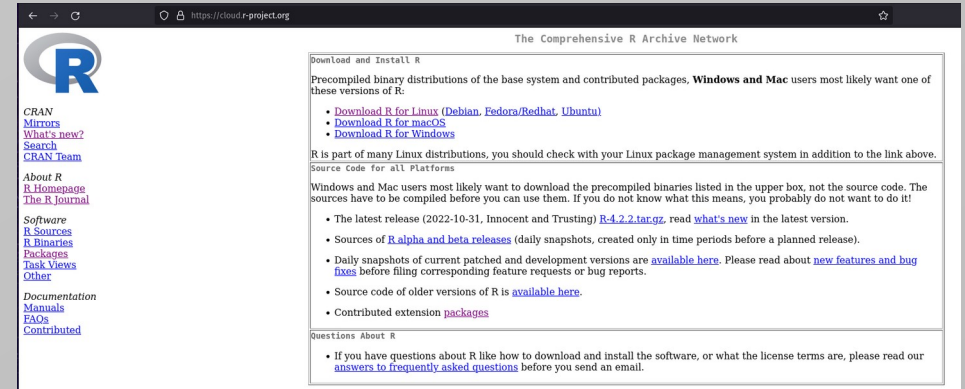 https://cloud.r-project.org
R
CRAN
Mirrors
What's new?
Search
CRAN Team
About R
R Homepage
The R Journal
Software
R Sources
R Binaries
Packages
Task Views
Other
Documentation
Manuals
FAQs
Contributed
The Comprehensive R Archive Network
Download and Install R
Precompiled binary distributions of the base system and contributed packages, Windows and Mac users most likely want one of
these versions of R:
• Download R for Linux (Debian, Fedora/Redhat, Ubuntu)
• Download R for macOS
• Download R for Windows
R is part of many Linux distributions, you should check with your Linux package management system in addition to the link above.
Source Code for all Platforms
Windows and Mac users most likely want to download the precompiled binaries listed in the upper box, not the source code. The
sources have to be compiled before you can use them. If you do not know what this means, you probably do not want to do it!
• The latest release (2022-10-31, Innocent and Trusting) R-4.2.2.tar.gz, read what's new in the latest version.
• Sources of R alpha and beta releases (daily snapshots, created only in time periods before a planned release).
• Daily snapshots of current patched and development versions are available here. Please read about new features and bug
fixes before filing corresponding feature requests or bug reports.
• Source code of older versions of R is available here.
• Contributed extension packages
Questions About R
• If you have questions about R like how to download and install the software, or what the license terms are, please read our
answers to frequently asked questions before you send an email.